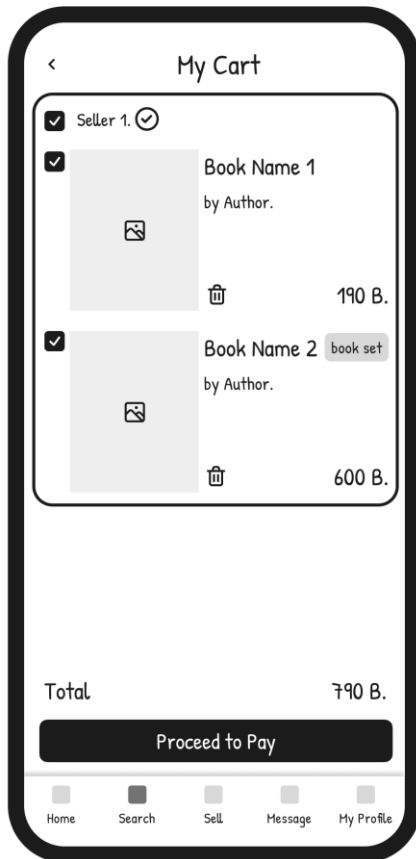 My Cart
Seller 1.
Book Name 1
by Author.
190 B.
Book Name 2 book set
by Author.
600 B.
Total 790 B.
Proceed to Pay
Home Search Sell Message My Profile